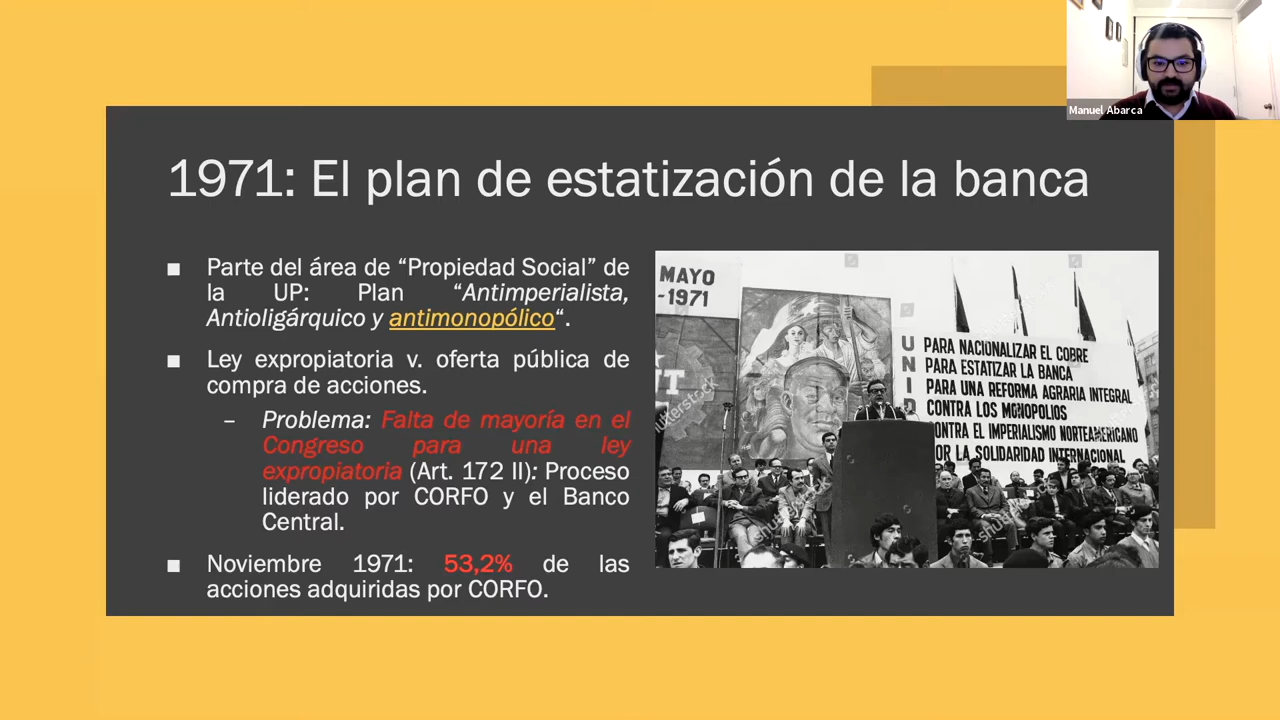 Manuel Abarca
1971: El plan de estatización de la banca
■ Parte del área de “Propiedad Social” de
la UP: Plan “Antimperialista,
Antioligárquico y antimonopólico“.
■ Ley expropiatoria v. oferta pública de
compra de acciones.
– Problema: Falta de mayoría en el
Congreso para una ley
expropiatoria (Art. 172 II): Proceso
liderado por CORFO y el Banco
Central.
■ Noviembre 1971: 53,2% de las
acciones adquiridas por CORFO.
MAYO
-1971
UNID
PARA NACIONALIZAR EL COBRE
PARA ESTATIZAR LA BANCA
PARA UNA REFORMA AGRARIA INTEGRAL
CONTRA LOS MONOPOLIOS
CONTRA EL IMPERIALISMO NORTEAMERICANO
POR LA SOLIDARIDAD INTERNACIONAL
shutterstock